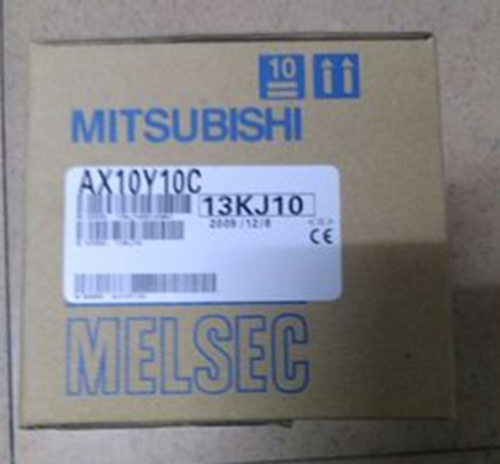 10
MITSUBISHI
AX10Y10C
13KJ10
2009/12/8
CE
MELSEC